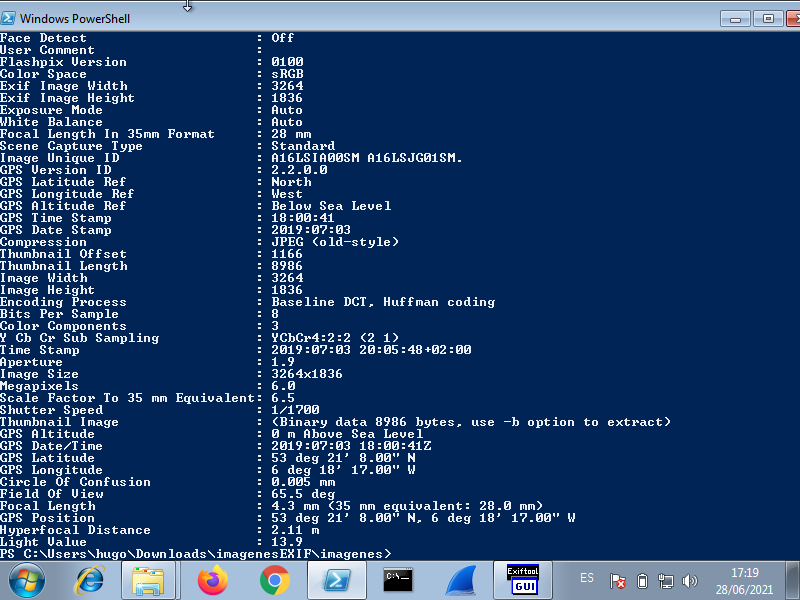 Windows PowerShell
Face Detect : Off
User Comment :
Flashpix Version : 0100
Color Space : sRGB
Exif Image Width : 3264
Exif Image Height : 1836
Exposure Mode : Auto
White Balance : Auto
Focal Length In 35mm Format : 28 mm
Scene Capture Type : Standard
Image Unique ID : A16LSIA00SM A16LSJG01SM.
GPS Version ID : 2.2.0.0
GPS Latitude Ref : North
GPS Longitude Ref : West
GPS Altitude Ref : Below Sea Level
GPS Time Stamp : 18:00:41
GPS Date Stamp : 2019:07:03
Compression : JPEG (old-style)
Thumbnail Offset : 1166
Thumbnail Length : 8986
Image Width : 3264
Image Height : 1836
Encoding Process : Baseline DCT, Huffman coding
Bits Per Sample : 8
Color Components : 3
Y Cb Cr Sub Sampling : YCbCr4:2:2 (2 1)
Time Stamp : 2019:07:03 20:05:48+02:00
Aperture : 1.9
Image Size : 3264x1836
Megapixels : 6.0
Scale Factor To 35 mm Equivalent: 6.5
Shutter Speed : 1/1700
Thumbnail Image : (Binary data 8986 bytes, use -b option to extract)
GPS Altitude : 0 m Above Sea Level
GPS Date/Time : 2019:07:03 18:00:41Z
GPS Latitude : 53 deg 21' 8.00" N
GPS Longitude : 6 deg 18' 17.00" W
Circle Of Confusion : 0.005 mm
Field Of View : 65.5 deg
Focal Length : 4.3 mm (35 mm equivalent: 28.0 mm)
GPS Position : 53 deg 21' 8.00" N, 6 deg 18' 17.00" W
Hyperfocal Distance : 2.11 m
Light Value : 13.9
PS C:\Users\hugo\Downloads\imagenesEXIF\imagenes>
C:\
Exiftool
GUI
ES
17:19
28/06/2021